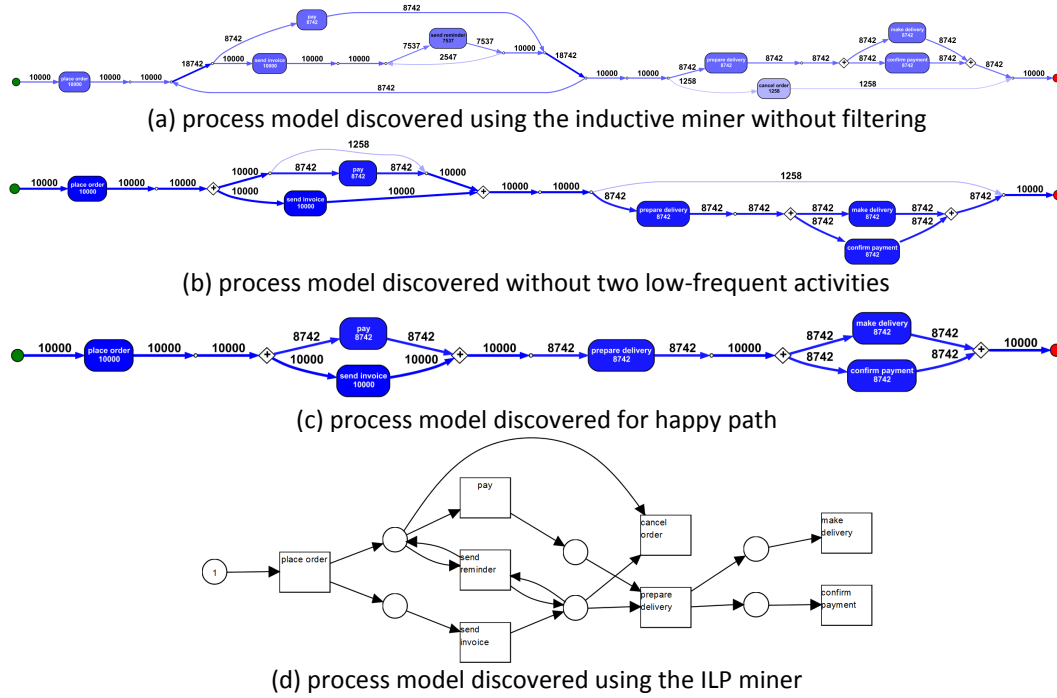 8742
pay
8742
8742
send reminder
7537
7537
7537
10000
18742
10000
send invoice
10000
10000
10000
2547
18742
10000
place order
10000
10000
10000
8742
10000
10000
8742
prepare delivery
8742
8742
8742
8742
make delivery
8742
8742
8742
confirm payment
8742
8742
10000
1258
cancel order
1258
1258
(a) process model discovered using the inductive miner without filtering
1258
10000
8742
pay
8742
8742
10000
10000
place order
10000
10000
10000
10000
send invoice
10000
10000
10000
10000
1258
10000
8742
prepare delivery
8742
8742
8742
8742
make delivery
8742
8742
8742
confirm payment
8742
8742
(b) process model discovered without two low-frequent activities
10000
place order
10000
10000
10000
8742
pay
8742
8742
10000
send invoice
10000
10000
10000
8742
prepare delivery
8742
8742
10000
8742
make delivery
8742
8742
8742
confirm payment
8742
8742
10000
(c) process model discovered for happy path
pay
cancel
order
make
delivery
1
place order
send
reminder
prepare
delivery
confirm
payment
send
invoice
(d) process model discovered using the ILP miner